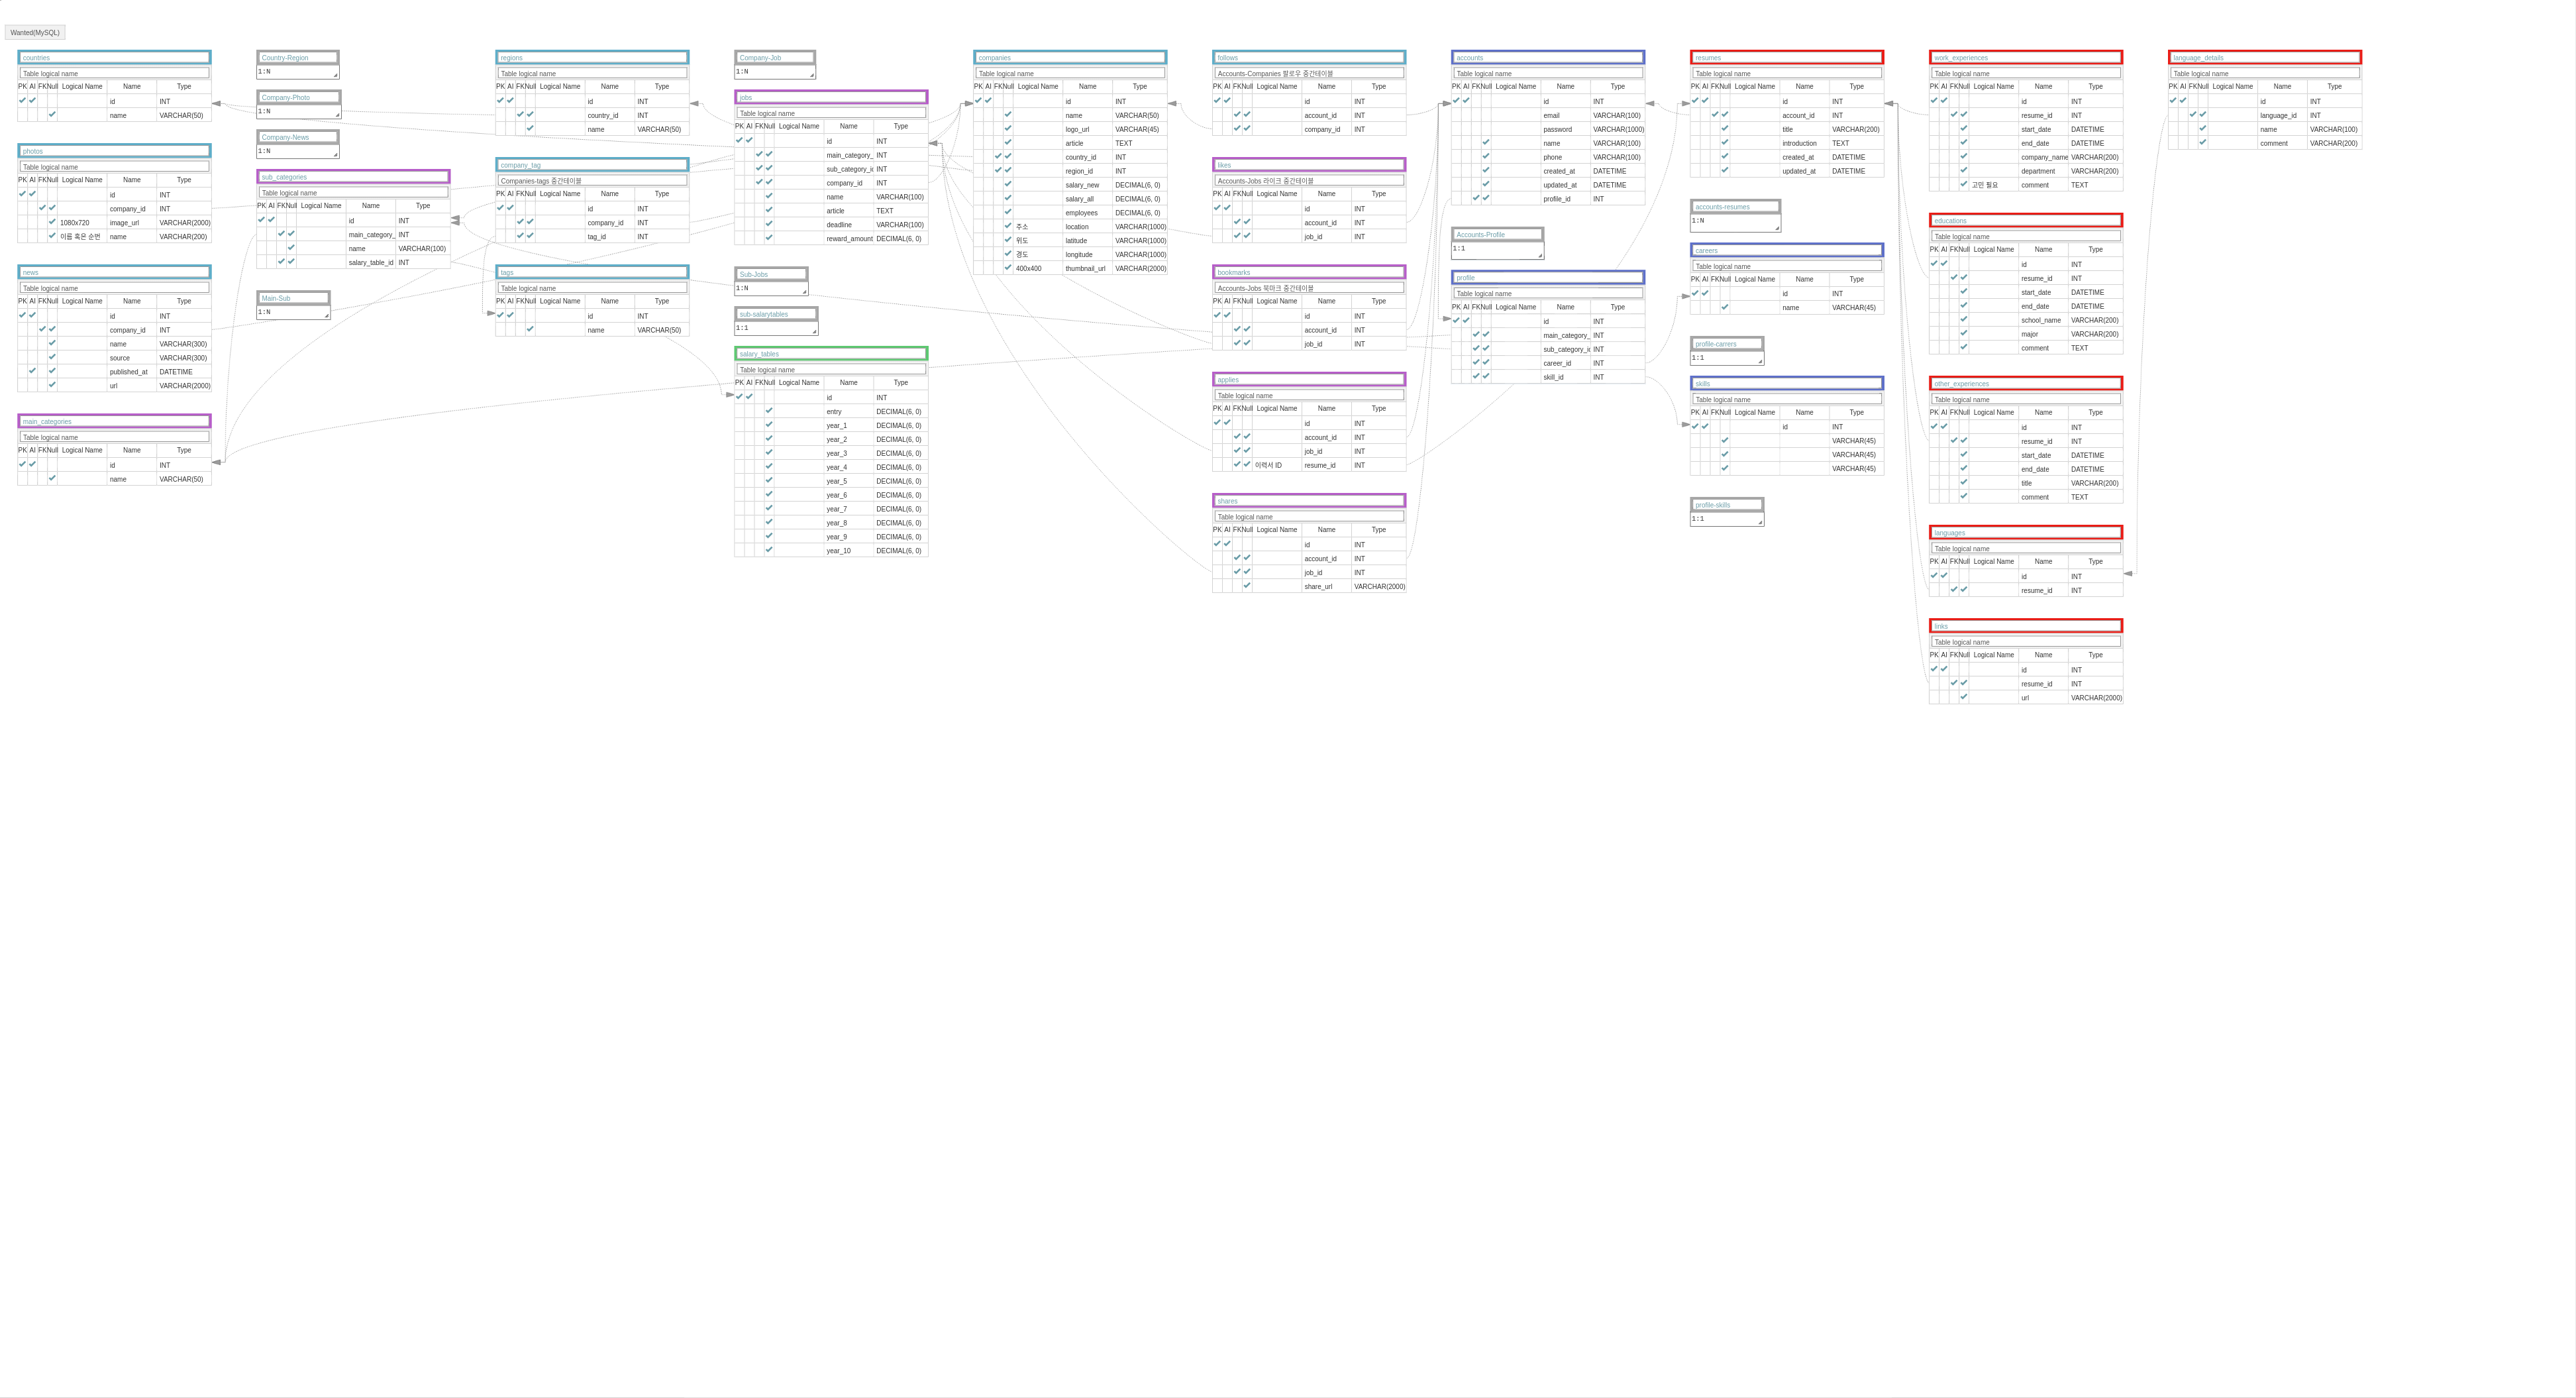 Wanted(MySQL)
countries
Table logical name
PK AI FK Null Logical Name Name Type
id INT
name VARCHAR(50)
photos
Table logical name
PK AI FK Null Logical Name Name Type
id INT
company_id INT
1080x720 image_url VARCHAR(2000)
이름 혹은 순번 name VARCHAR(200)
news
Table logical name
PK AI FK Null Logical Name Name Type
id INT
company_id INT
name VARCHAR(300)
source VARCHAR(300)
published_at DATETIME
url VARCHAR(2000)
main_categories
Table logical name
PK AI FK Null Logical Name Name Type
id INT
name VARCHAR(50)
Country-Region
1:N
Company-Photo
1:N
Company-News
1:N
sub_categories
Table logical name
PK AI FK Null Logical Name Name Type
id INT
main_category_ INT
name VARCHAR(100)
salary_table_id INT
Main-Sub
1:N
regions
Table logical name
PK AI FK Null Logical Name Name Type
id INT
country_id INT
name VARCHAR(50)
company_tag
Companies-tags 중간테이블
PK AI FK Null Logical Name Name Type
id INT
company_id INT
tag_id INT
tags
Table logical name
PK AI FK Null Logical Name Name Type
id INT
name VARCHAR(50)
Company-Job
1:N
jobs
Table logical name
PK AI FK Null Logical Name Name Type
id INT
main_category_ INT
sub_category_id INT
company_id INT
name VARCHAR(100)
article TEXT
deadline VARCHAR(100)
reward_amount DECIMAL(6, 0)
Sub-Jobs
1:N
sub-salarytables
1:1
salary_tables
Table logical name
PK AI FK Null Logical Name Name Type
id INT
entry DECIMAL(6, 0)
year_1 DECIMAL(6, 0)
year_2 DECIMAL(6, 0)
year_3 DECIMAL(6, 0)
year_4 DECIMAL(6, 0)
year_5 DECIMAL(6, 0)
year_6 DECIMAL(6, 0)
year_7 DECIMAL(6, 0)
year_8 DECIMAL(6, 0)
year_9 DECIMAL(6, 0)
year_10 DECIMAL(6, 0)
companies
Table logical name
PK AI FK Null Logical Name Name Type
id INT
name VARCHAR(50)
logo_url VARCHAR(45)
article TEXT
country_id INT
region_id INT
salary_new DECIMAL(6, 0)
salary_all DECIMAL(6, 0)
employees DECIMAL(6, 0)
주소 location VARCHAR(1000)
위도 latitude VARCHAR(1000)
경도 longitude VARCHAR(1000)
400x400 thumbnail_url VARCHAR(2000)
follows
Accounts-Companies 팔로우 중간테이블
PK AI FK Null Logical Name Name Type
id INT
account_id INT
company_id INT
likes
Accounts-Jobs 라이크 중간테이블
PK AI FK Null Logical Name Name Type
id INT
account_id INT
job_id INT
bookmarks
Accounts-Jobs 북마크 중간테이블
PK AI FK Null Logical Name Name Type
id INT
account_id INT
job_id INT
applies
Table logical name
PK AI FK Null Logical Name Name Type
id INT
account_id INT
job_id INT
이력서 ID resume_id INT
shares
Table logical name
PK AI FK Null Logical Name Name Type
id INT
account_id INT
job_id INT
share_url VARCHAR(2000)
accounts
Table logical name
PK AI FK Null Logical Name Name Type
id INT
email VARCHAR(100)
password VARCHAR(1000)
name VARCHAR(100)
phone VARCHAR(100)
created_at DATETIME
updated_at DATETIME
profile_id INT
Accounts-Profile
1:1
profile
Table logical name
PK AI FK Null Logical Name Name Type
id INT
main_category_ INT
sub_category_id INT
career_id INT
skill_id INT
resumes
Table logical name
PK AI FK Null Logical Name Name Type
id INT
account_id INT
title VARCHAR(200)
introduction TEXT
created_at DATETIME
updated_at DATETIME
accounts-resumes
1:N
careers
Table logical name
PK AI FK Null Logical Name Name Type
id INT
name VARCHAR(45)
profile-carrers
1:1
skills
Table logical name
PK AI FK Null Logical Name Name Type
id INT
VARCHAR(45)
VARCHAR(45)
VARCHAR(45)
profile-skills
1:1
work_experiences
Table logical name
PK AI FK Null Logical Name Name Type
id INT
resume_id INT
start_date DATETIME
end_date DATETIME
company_name VARCHAR(200)
department VARCHAR(200)
고민 필요 comment TEXT
educations
Table logical name
PK AI FK Null Logical Name Name Type
id INT
resume_id INT
start_date DATETIME
end_date DATETIME
school_name VARCHAR(200)
major VARCHAR(200)
comment TEXT
other_experiences
Table logical name
PK AI FK Null Logical Name Name Type
id INT
resume_id INT
start_date DATETIME
end_date DATETIME
title VARCHAR(200)
comment TEXT
languages
Table logical name
PK AI FK Null Logical Name Name Type
id INT
resume_id INT
links
Table logical name
PK AI FK Null Logical Name Name Type
id INT
resume_id INT
url VARCHAR(2000)
language_details
Table logical name
PK AI FK Null Logical Name Name Type
id INT
language_id INT
name VARCHAR(100)
comment VARCHAR(200)